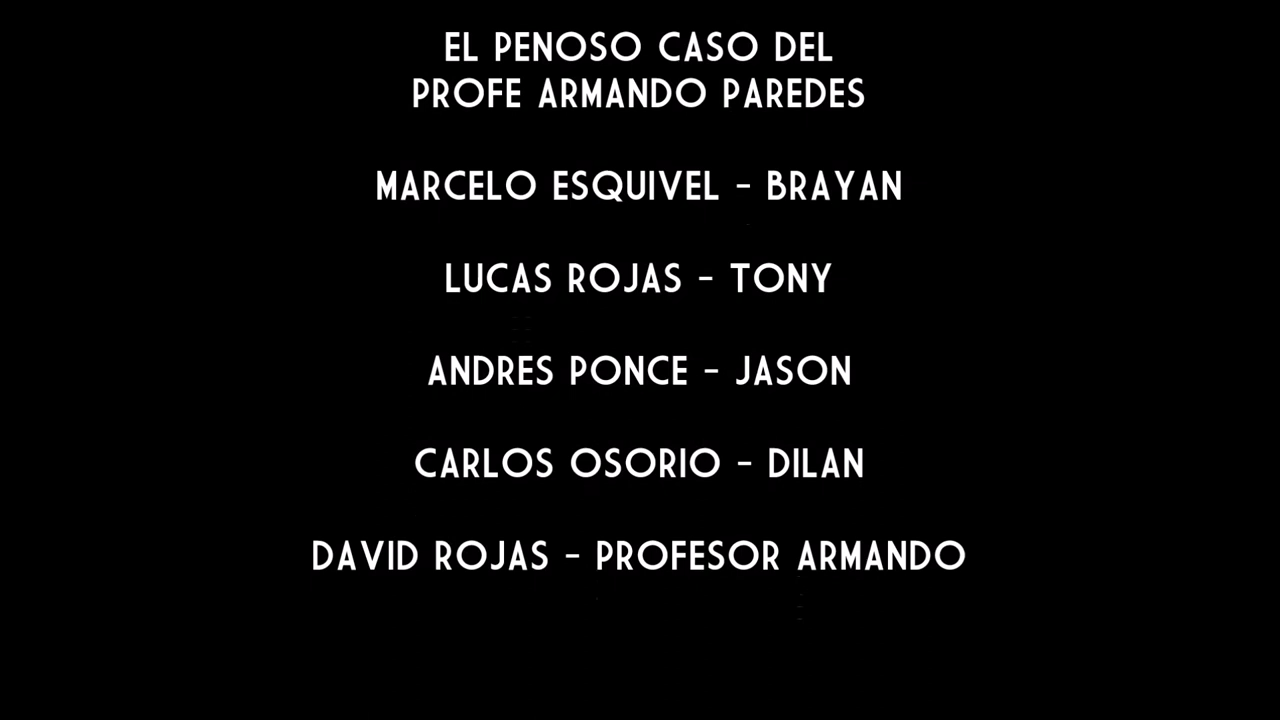 EL PENOSO CASO DEL
PROFE ARMANDO PAREDES
MARCELO ESQUIVEL - BRAYAN
LUCAS ROJAS - TONY
ANDRES PONCE - JASON
CARLOS OSORIO - DILAN
DAVID ROJAS - PROFESOR ARMANDO